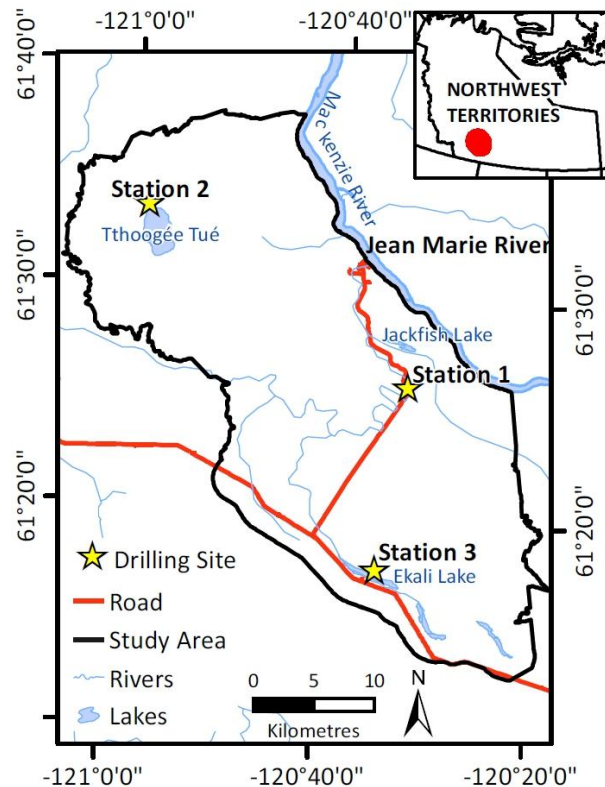 -121°0'0"
-120°40'0"
61°40'0"
NORTHWEST
TERRITORIES
Mac kenzie River
Station 2
Tthoogée Tué
Jean Marie River
61°30'0"
61°30'0"
Jackfish Lake
Station 1
61°20'0"
61°20'0"
Station 3
Ekali Lake
Drilling Site
Road
Study Area
Rivers
Lakes
0 5 10
Kilometres
N
-121°0'0"
-120°40'0"
-120°20'0"